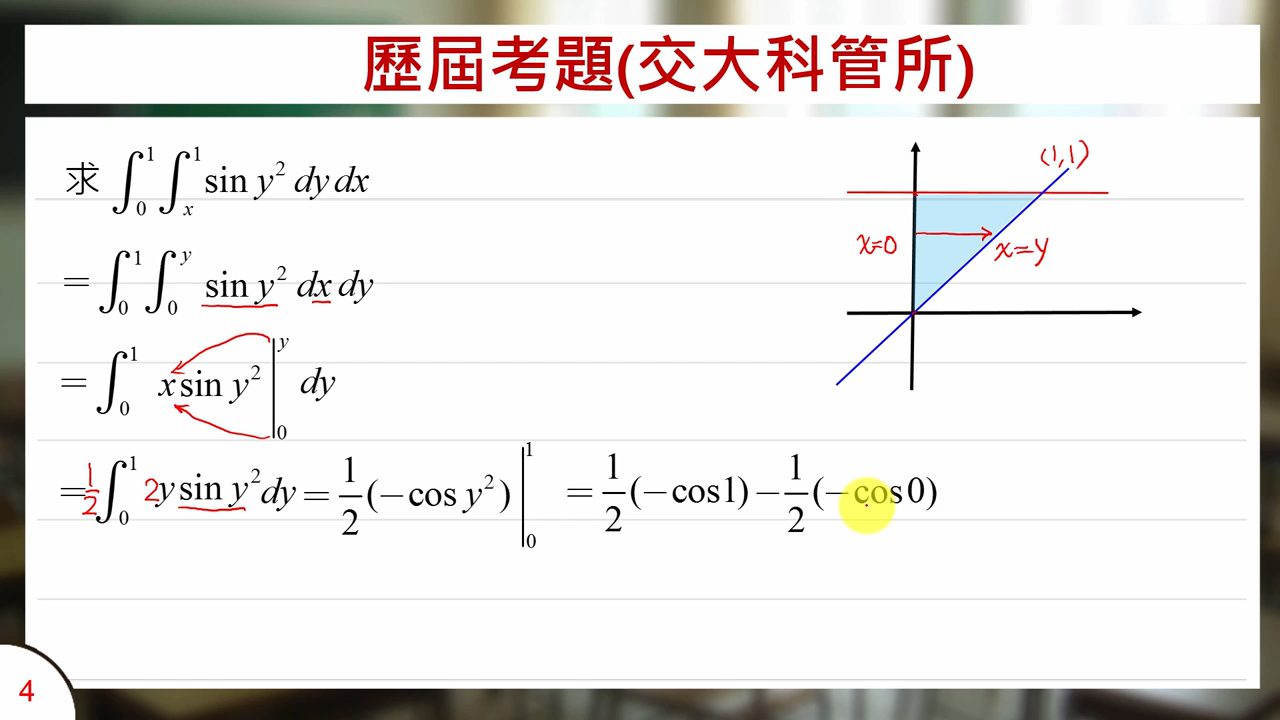 歷屆考題(交大科管所)
求 ∫₀¹ ∫ₓ¹ sin y² dy dx
= ∫₀¹ ∫₀ʸ sin y² dx dy
= ∫₀¹ x sin y² |₀ʸ dy
= 1/2 ∫₀¹ 2y sin y² dy = 1/2 (−cos y²) |₀¹ = 1/2 (−cos1) − 1/2 (−cos0)
(1,1)
x=0
x=y
4